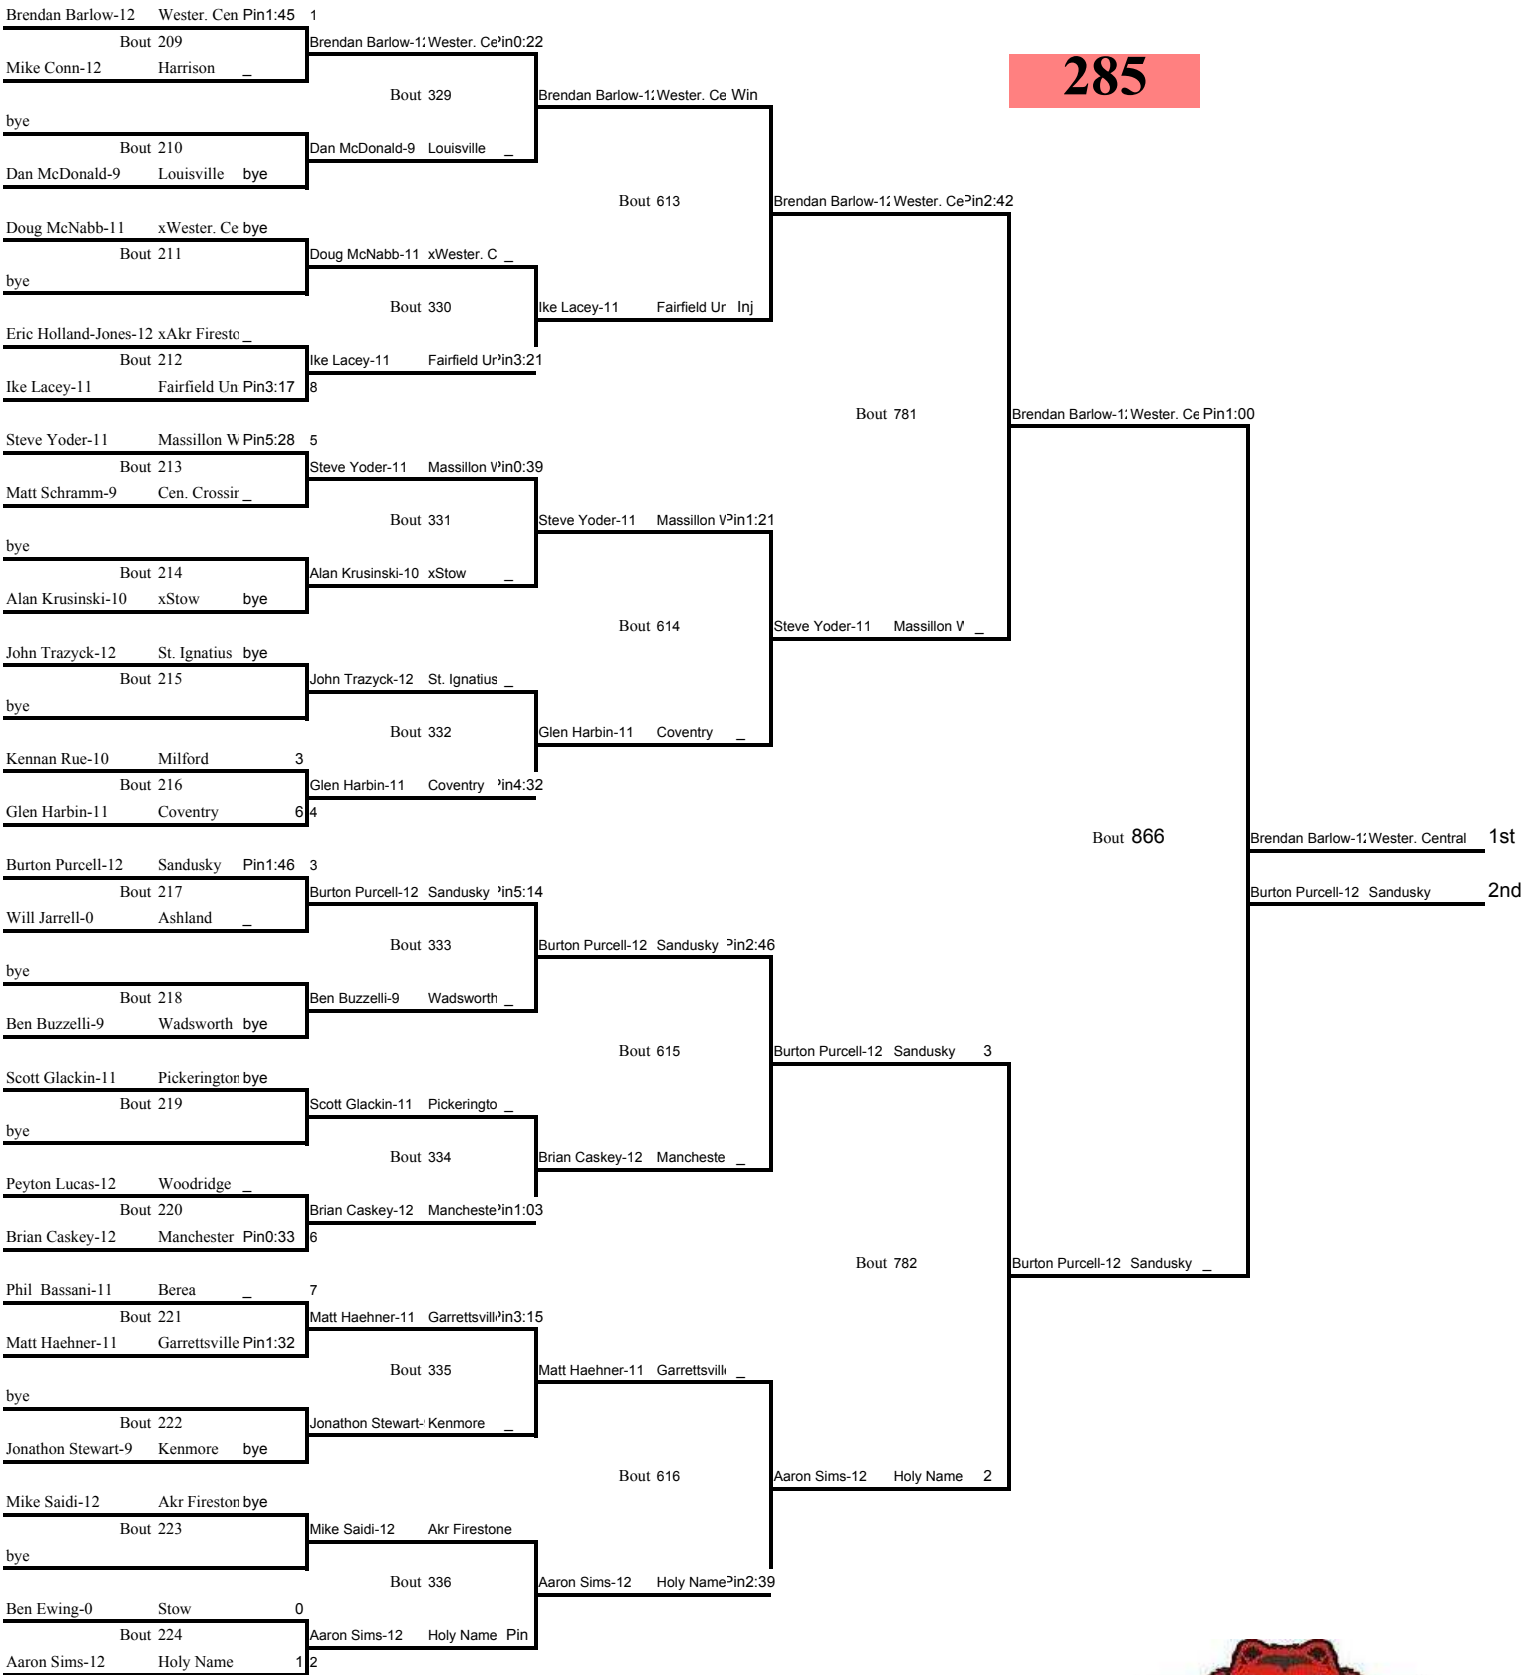 285
Brendan Barlow-12 Wester. Cen Pin1:45 1
Bout 209
Mike Conn-12 Harrison _
bye
Bout 210
Dan McDonald-9 Louisville bye
Doug McNabb-11 xWester. Ce bye
Bout 211
bye
Eric Holland-Jones-12 xAkr Firesto _
Bout 212
Ike Lacey-11 Fairfield Un Pin3:17 8
Steve Yoder-11 Massillon W Pin5:28 5
Bout 213
Matt Schramm-9 Cen. Crossin _
bye
Bout 214
Alan Krusinski-10 xStow bye
John Trazyck-12 St. Ignatius bye
Bout 215
bye
Kennan Rue-10 Milford 3
Bout 216
Glen Harbin-11 Coventry 6 4
Burton Purcell-12 Sandusky Pin1:46 3
Bout 217
Will Jarrell-0 Ashland _
bye
Bout 218
Ben Buzzelli-9 Wadsworth bye
Scott Glackin-11 Pickerington bye
Bout 219
bye
Peyton Lucas-12 Woodridge _
Bout 220
Brian Caskey-12 Manchester Pin0:33 6
Phil Bassani-11 Berea _ 7
Bout 221
Matt Haehner-11 Garrettsville Pin1:32
bye
Bout 222
Jonathon Stewart-9 Kenmore bye
Mike Saidi-12 Akr Fireston bye
Bout 223
bye
Ben Ewing-0 Stow 0
Bout 224
Aaron Sims-12 Holy Name 1 2
Brendan Barlow-12 Wester. Ce Pin0:22
Bout 329
Dan McDonald-9 Louisville _
Doug McNabb-11 xWester. C _
Bout 330
Ike Lacey-11 Fairfield Un Pin3:21
Steve Yoder-11 Massillon W Pin0:39
Bout 331
Alan Krusinski-10 xStow _
John Trazyck-12 St. Ignatius _
Bout 332
Glen Harbin-11 Coventry Pin4:32
Burton Purcell-12 Sandusky Pin5:14
Bout 333
Ben Buzzelli-9 Wadsworth _
Scott Glackin-11 Pickeringto _
Bout 334
Brian Caskey-12 Mancheste Pin1:03
Matt Haehner-11 Garrettsvill Pin3:15
Bout 335
Jonathon Stewart- Kenmore _
Mike Saidi-12 Akr Firestone
Bout 336
Aaron Sims-12 Holy Name Pin
Brendan Barlow-12 Wester. Ce Win
Bout 613
Ike Lacey-11 Fairfield Un Inj
Steve Yoder-11 Massillon W Pin1:21
Bout 614
Glen Harbin-11 Coventry _
Burton Purcell-12 Sandusky Pin2:46
Bout 615
Brian Caskey-12 Mancheste _
Matt Haehner-11 Garrettsvill _
Bout 616
Aaron Sims-12 Holy Name Pin2:39
Brendan Barlow-12 Wester. Ce Pin2:42
Bout 781
Steve Yoder-11 Massillon W _
Burton Purcell-12 Sandusky 3
Bout 782
Aaron Sims-12 Holy Name 2
Brendan Barlow-12 Wester. Ce Pin1:00
Bout 866
Burton Purcell-12 Sandusky _
Brendan Barlow-12 Wester. Central 1st
Burton Purcell-12 Sandusky 2nd